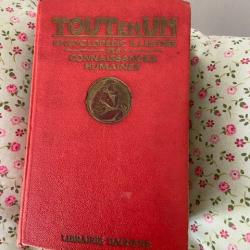 TOUT EN UN
ENCYCLOPÉDIE ILLUSTRÉE
DES
CONNAISSANCES
HUMAINES
LIBRAIRIE HACHETTE